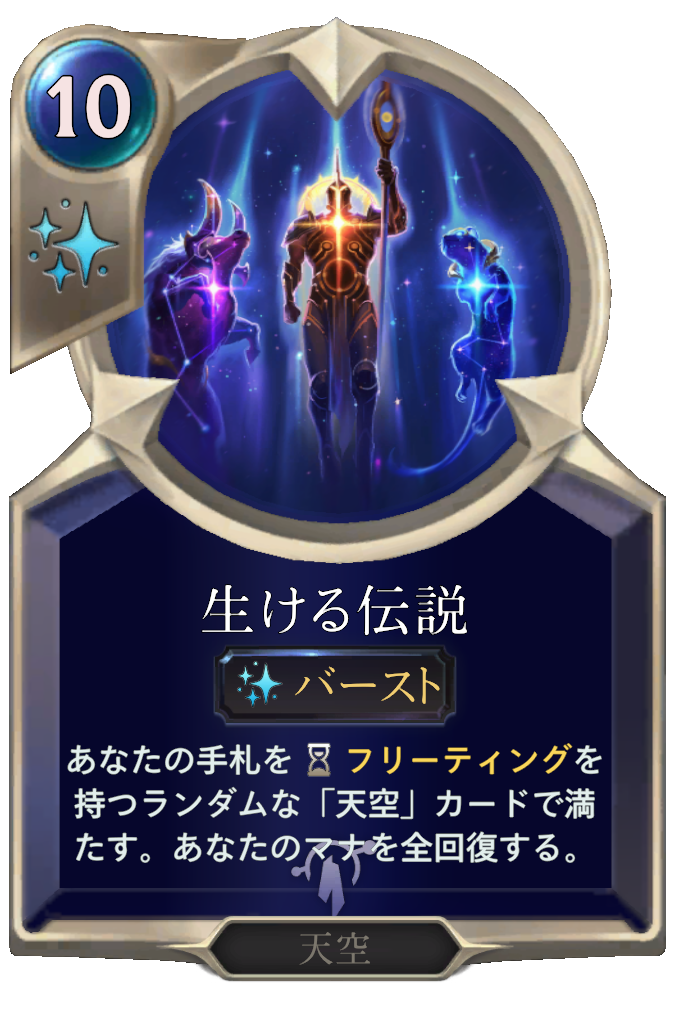 10
生ける伝説
バースト
あなたの手札を フリーティングを
持つランダムな「天空」カードで満
たす。あなたのマナを全回復する。
天空